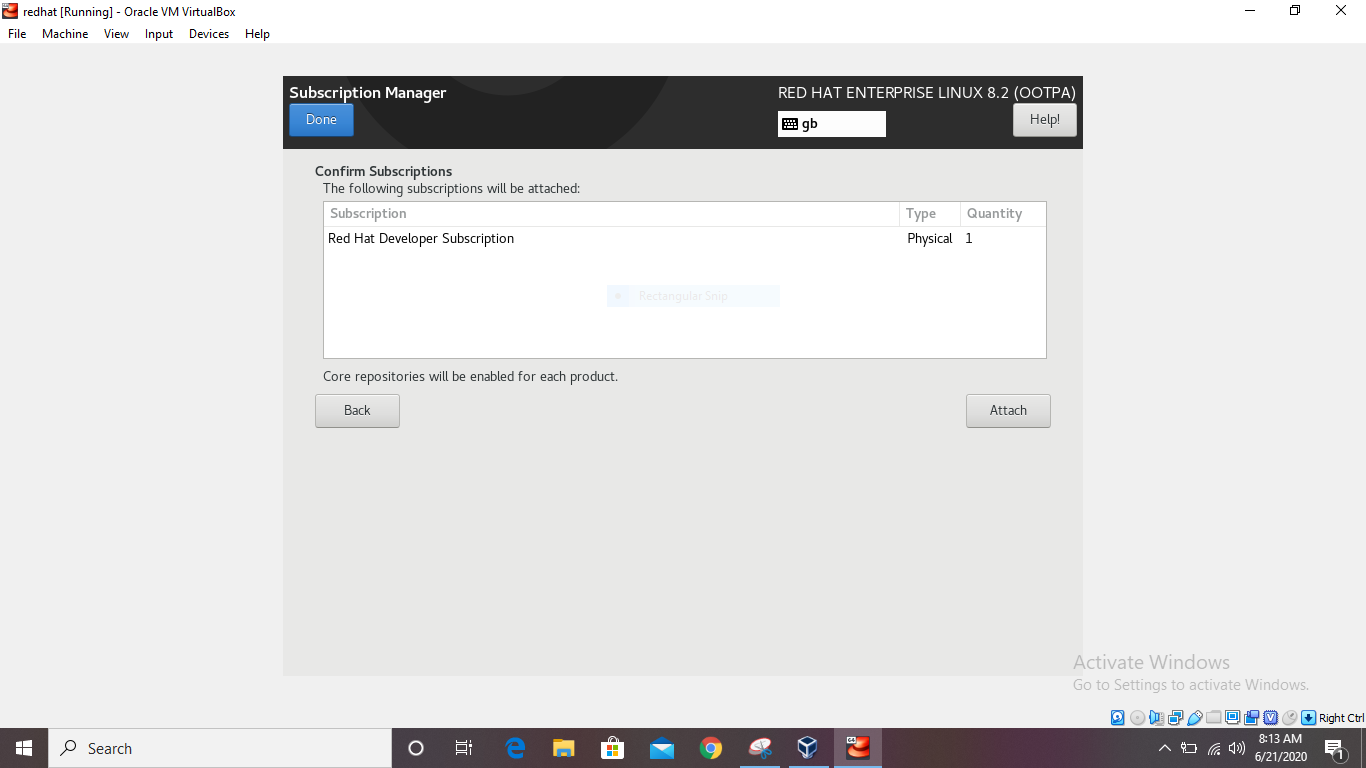 redhat [Running] - Oracle VM VirtualBox
File Machine View Input Devices Help
Subscription Manager
RED HAT ENTERPRISE LINUX 8.2 (OOTPA)
Done
gb
Help!
Confirm Subscriptions
The following subscriptions will be attached:
Subscription Type Quantity
Red Hat Developer Subscription Physical 1
Rectangular Snip
Core repositories will be enabled for each product.
Back Attach
Activate Windows
Go to Settings to activate Windows.
Right Ctrl
Search
8:13 AM
6/21/2020
1